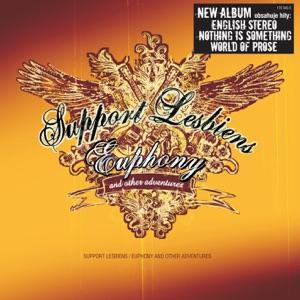 -NEW ALBUM obsahuje hity:
ENGLISH STEREO
-NOTHING IS SOMETHING
WORLD OF PROSE
Support Lesbiens
Euphony
and other adventures
SUPPORT LESBIENS / EUPHONY AND OTHER ADVENTURES